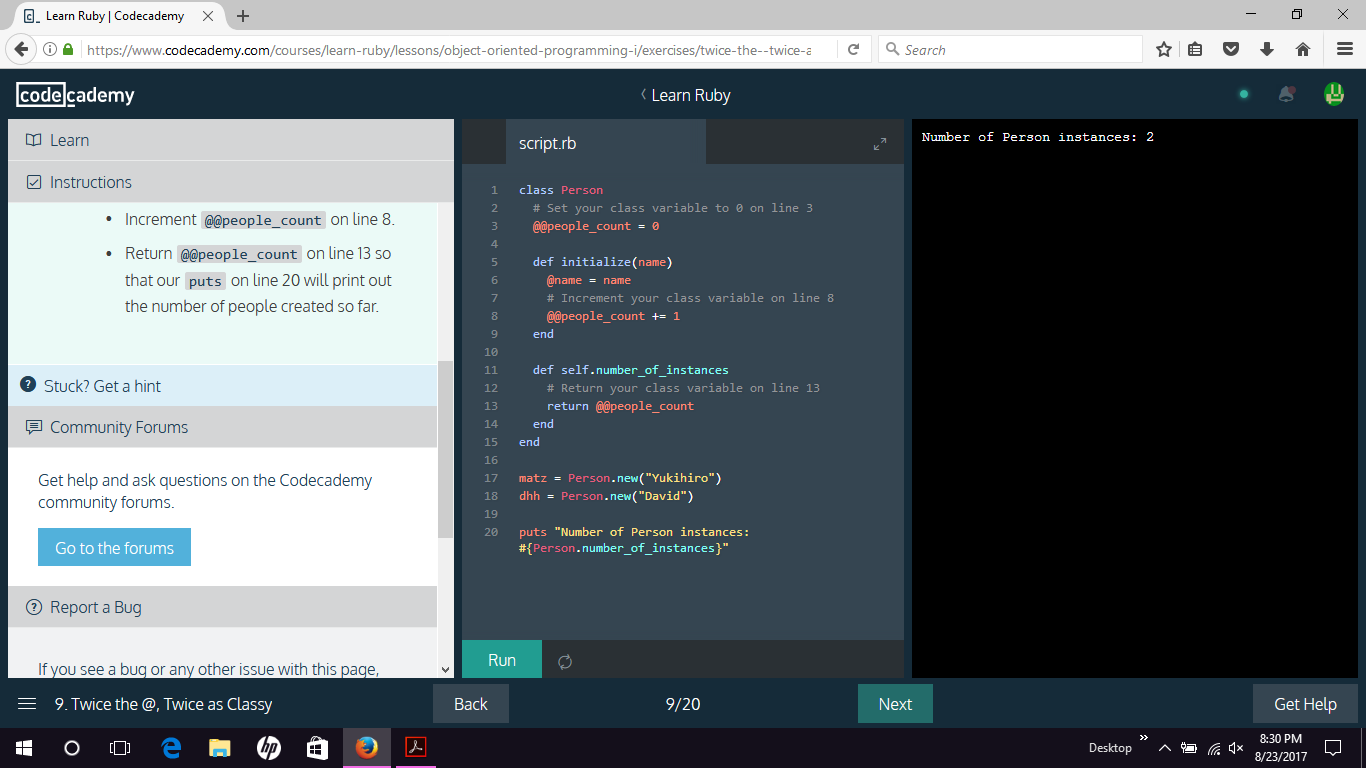 Learn Ruby | Codecademy
https://www.codecademy.com/courses/learn-ruby/lessons/object-oriented-programming-i/exercises/twice-the--twice-a
Search
codecademy
Learn Ruby
Learn
Instructions
Increment @@people_count on line 8.
Return @@people_count on line 13 so
that our puts on line 20 will print out
the number of people created so far.
Stuck? Get a hint
Community Forums
Get help and ask questions on the Codecademy
community forums.
Go to the forums
Report a Bug
If you see a bug or any other issue with this page,
script.rb
1 class Person
2 # Set your class variable to 0 on line 3
3 @@people_count = 0
4
5 def initialize(name)
6 @name = name
7 # Increment your class variable on line 8
8 @@people_count += 1
9 end
10
11 def self.number_of_instances
12 # Return your class variable on line 13
13 return @@people_count
14 end
15 end
16
17 matz = Person.new("Yukihiro")
18 dhh = Person.new("David")
19
20 puts "Number of Person instances:
#{Person.number_of_instances}"
Run
Number of Person instances: 2
9. Twice the @, Twice as Classy
Back
9/20
Next
Get Help
Desktop
8:30 PM
8/23/2017